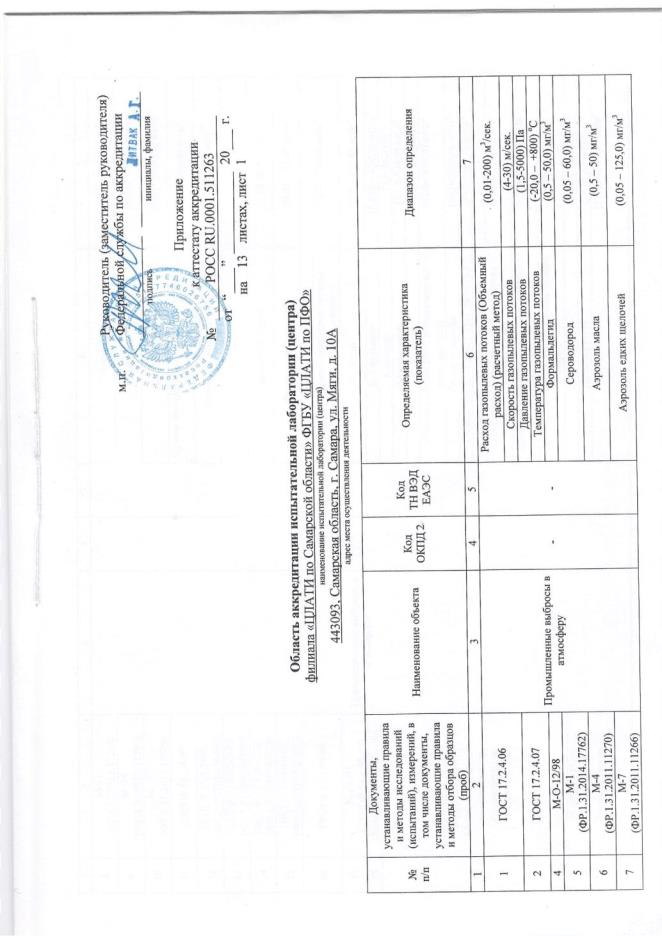 Руководитель (заместитель руководителя)
Федеральной службы по аккредитации
ЛИТВАК А.Г.
м.п. подпись инициалы, фамилия
Приложение
к аттестату аккредитации
№ РОСС RU.0001.511263
от “ ” 20 г.
на 13 листах, лист 1
Область аккредитации испытательной лаборатории (центра)
филиала «ЦЛАТИ по Самарской области» ФГБУ «ЦЛАТИ по ПФО»
наименование испытательной лаборатории (центра)
443093, Самарская область, г. Самара, ул. Мяги, д. 10А
адрес места осуществления деятельности
№
п/п
Документы,
устанавливающие правила
и методы исследований
(испытаний), измерений, в
том числе документы,
устанавливающие правила
и методы отбора образцов
(проб)
Наименование объекта
Код
ОКПД 2
Код
ТН ВЭД
ЕАЭС
Определяемая характеристика
(показатель)
Диапазон определения
1 2 3 4 5 6 7
1 ГОСТ 17.2.4.06
Промышленные выбросы в
атмосферу
- -
Расход газопылевых потоков (Объемный
расход) (расчетный метод)
(0,01-200) м³/сек.
Скорость газопылевых потоков (4-30) м/сек.
Давление газопылевых потоков (1,5-5000) Па
2 ГОСТ 17.2.4.07 Температура газопылевых потоков (-20,0 – +800) ⁰С
4 М-О-12/98 Формальдегид (0,5 – 50,0) мг/м³
5 М-1
(ФР.1.31.2014.17762)
Сероводород (0,05 – 60,0) мг/м³
6 М-4
(ФР.1.31.2011.11270)
Аэрозоль масла (0,5 – 50) мг/м³
7 М-7
(ФР.1.31.2011.11266)
Аэрозоль едких щелочей (0,05 – 125,0) мг/м³